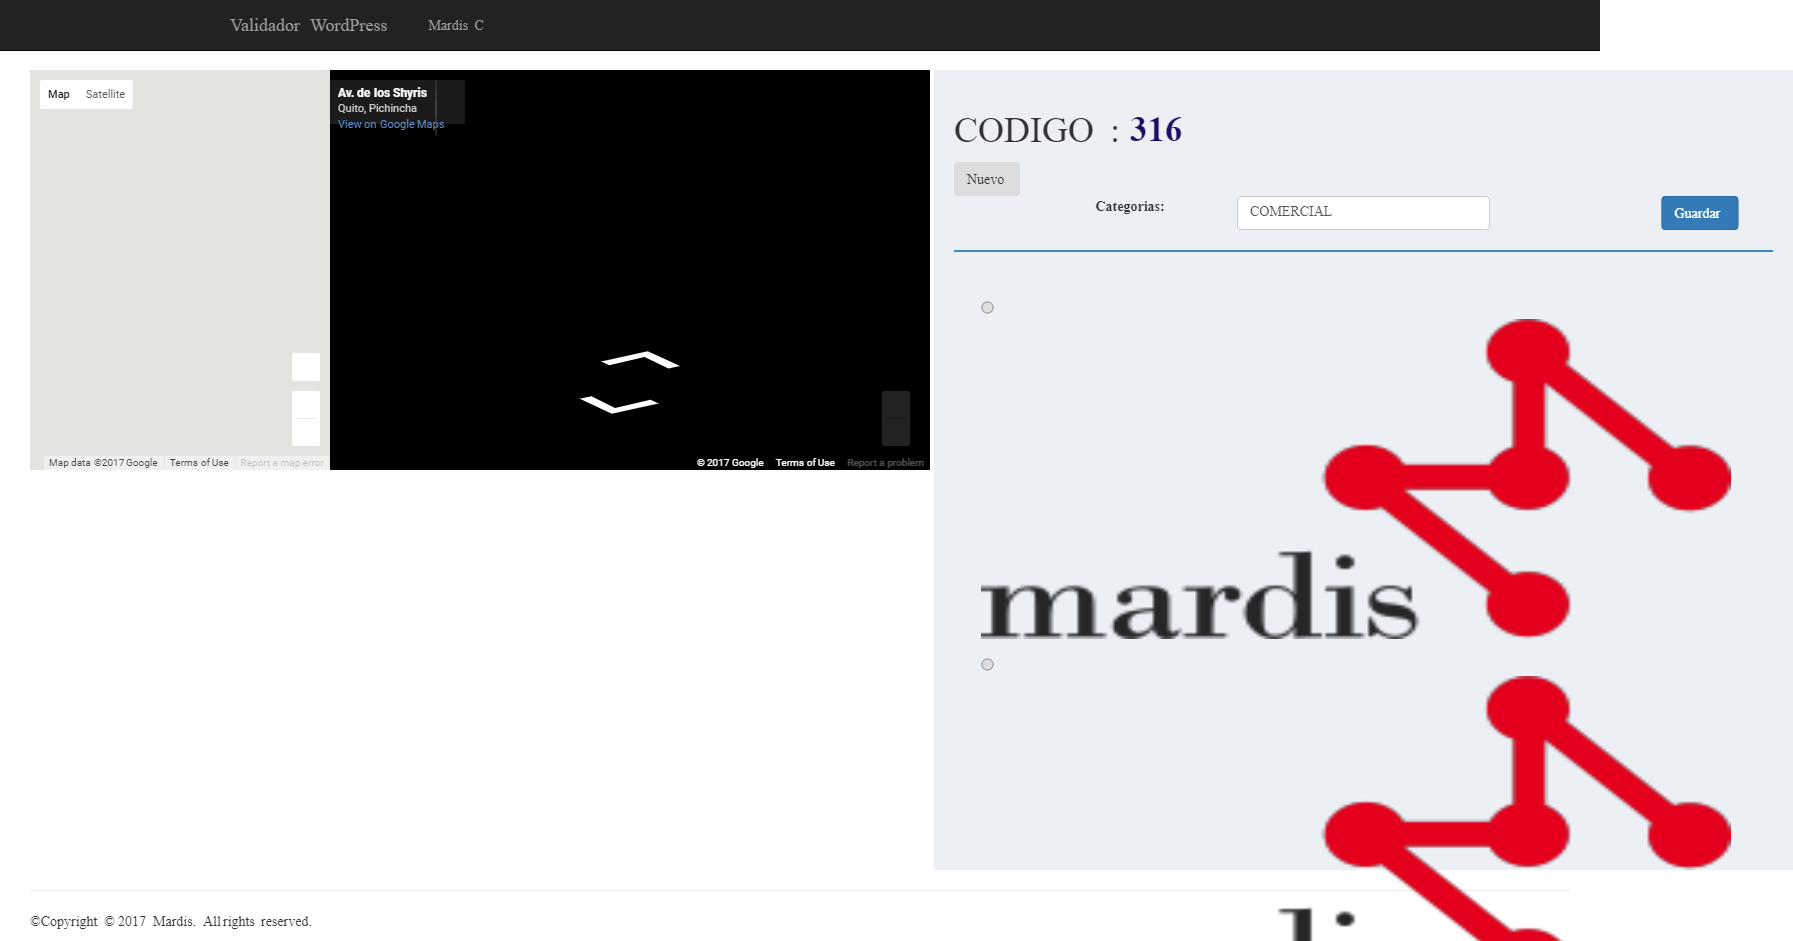 Validador WordPress Mardis C
Map Satellite
Av. de los Shyris
Quito, Pichincha
View on Google Maps
Map data ©2017 Google Terms of Use Report a map error
© 2017 Google Terms of Use Report a problem
CODIGO : 316
Nuevo
Categorias: COMERCIAL Guardar
mardis
©Copyright © 2017 Mardis. All rights reserved.